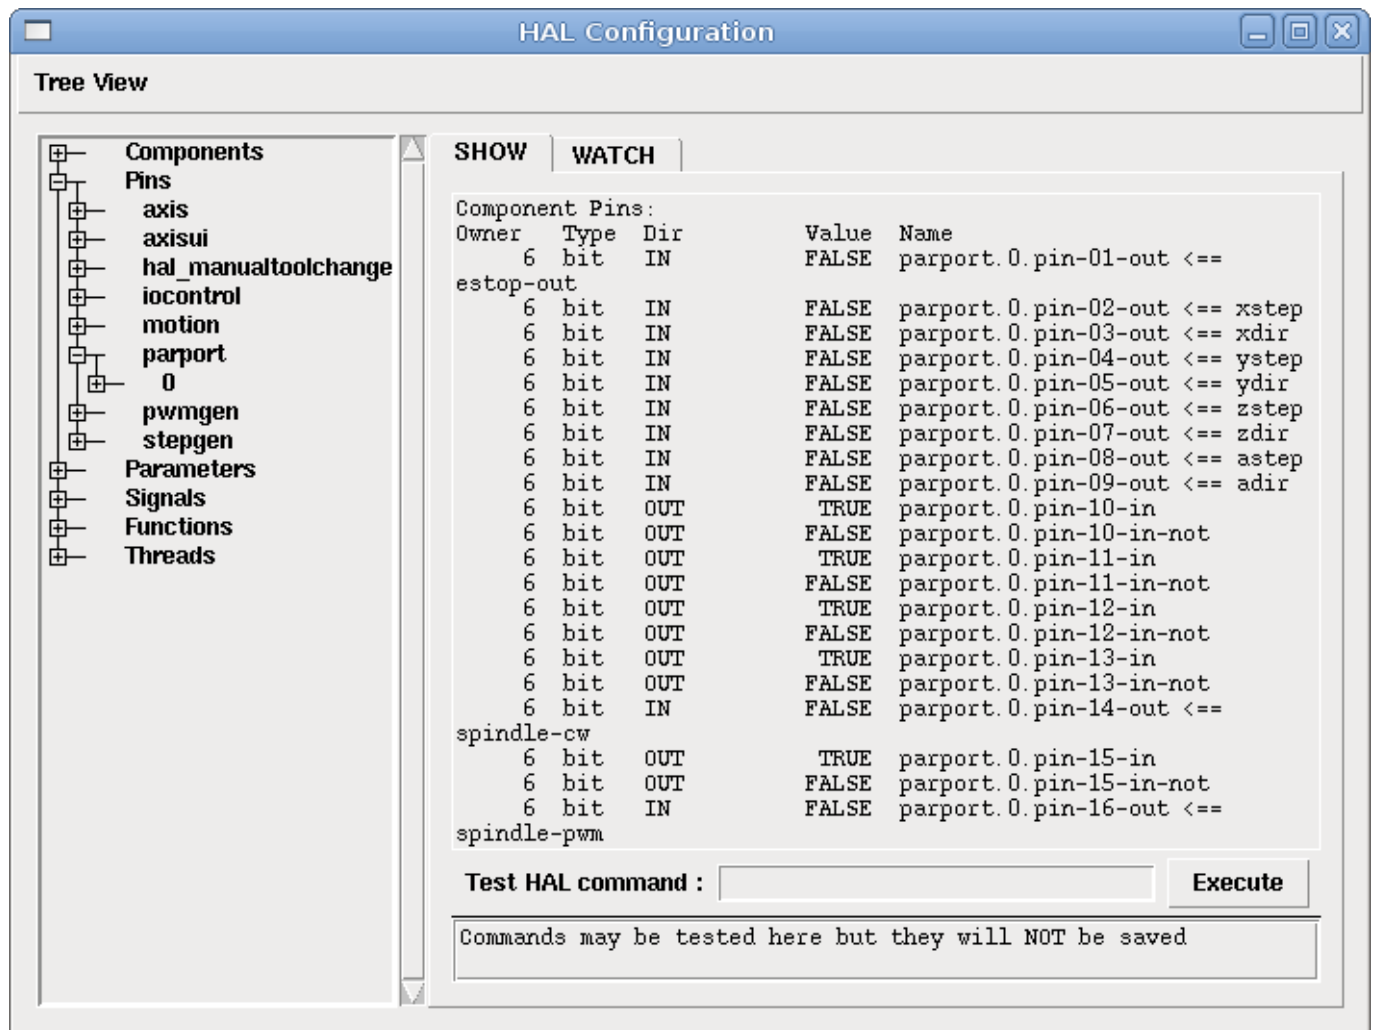 HAL Configuration
Tree View
Components
Pins
axis
axisui
hal_manualtoolchange
iocontrol
motion
parport
0
pwmgen
stepgen
Parameters
Signals
Functions
Threads
SHOW WATCH
Component Pins:
Owner Type Dir Value Name
6 bit IN FALSE parport.0.pin-01-out <==
estop-out
6 bit IN FALSE parport.0.pin-02-out <== xstep
6 bit IN FALSE parport.0.pin-03-out <== xdir
6 bit IN FALSE parport.0.pin-04-out <== ystep
6 bit IN FALSE parport.0.pin-05-out <== ydir
6 bit IN FALSE parport.0.pin-06-out <== zstep
6 bit IN FALSE parport.0.pin-07-out <== zdir
6 bit IN FALSE parport.0.pin-08-out <== astep
6 bit IN FALSE parport.0.pin-09-out <== adir
6 bit OUT TRUE parport.0.pin-10-in
6 bit OUT FALSE parport.0.pin-10-in-not
6 bit OUT TRUE parport.0.pin-11-in
6 bit OUT FALSE parport.0.pin-11-in-not
6 bit OUT TRUE parport.0.pin-12-in
6 bit OUT FALSE parport.0.pin-12-in-not
6 bit OUT TRUE parport.0.pin-13-in
6 bit OUT FALSE parport.0.pin-13-in-not
6 bit IN FALSE parport.0.pin-14-out <==
spindle-cw
6 bit OUT TRUE parport.0.pin-15-in
6 bit OUT FALSE parport.0.pin-15-in-not
6 bit IN FALSE parport.0.pin-16-out <==
spindle-pwm
Test HAL command : Execute
Commands may be tested here but they will NOT be saved